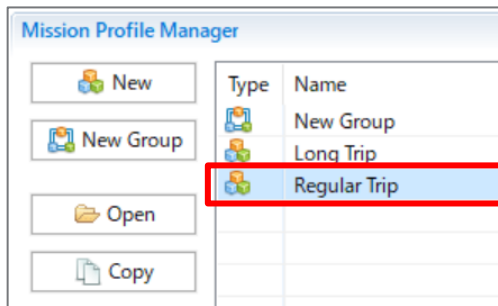 Mission Profile Manager
New
New Group
Open
Copy
Type Name
New Group
Long Trip
Regular Trip